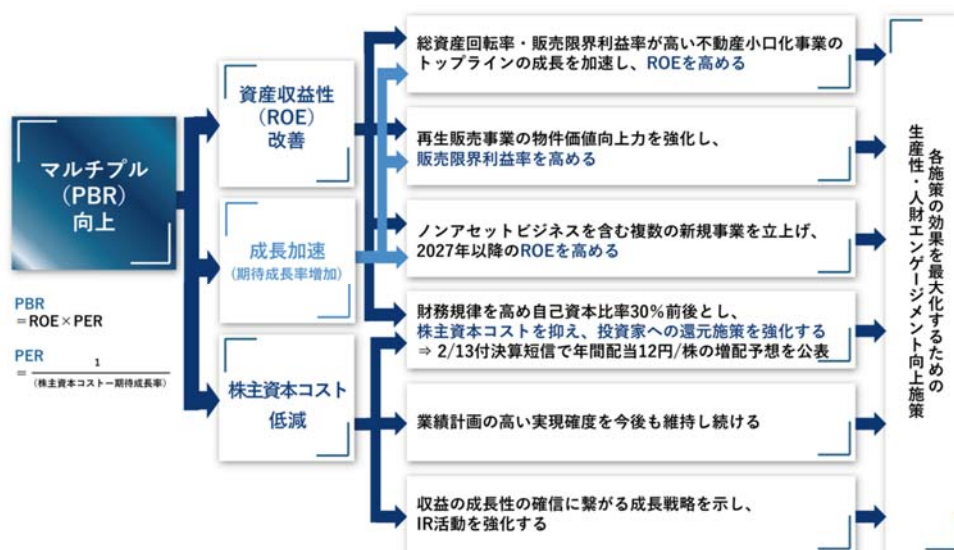 マルチプル
(PBR)
向上
PBR
=ROE×PER
PER
= 1
(株主資本コスト-期待成長率)
資産収益性
(ROE)
改善
成長加速
(期待成長率増加)
株主資本コスト
低減
総資産回転率・販売限界利益率が高い不動産小口化事業の
トップラインの成長を加速し、ROEを高める
再生販売事業の物件価値向上力を強化し、
販売限界利益率を高める
ノンアセットビジネスを含む複数の新規事業を立上げ、
2027年以降のROEを高める
財務規律を高め自己資本比率30%前後とし、
株主資本コストを抑え、投資家への還元施策を強化する
⇒ 2/13付決算短信で年間配当12円/株の増配予想を公表
業績計画の高い実現確度を今後も維持し続ける
収益の成長性の確信に繋がる成長戦略を示し、
IR活動を強化する
各施策の効果を最大化するための
生産性・人財エンゲージメント向上施策